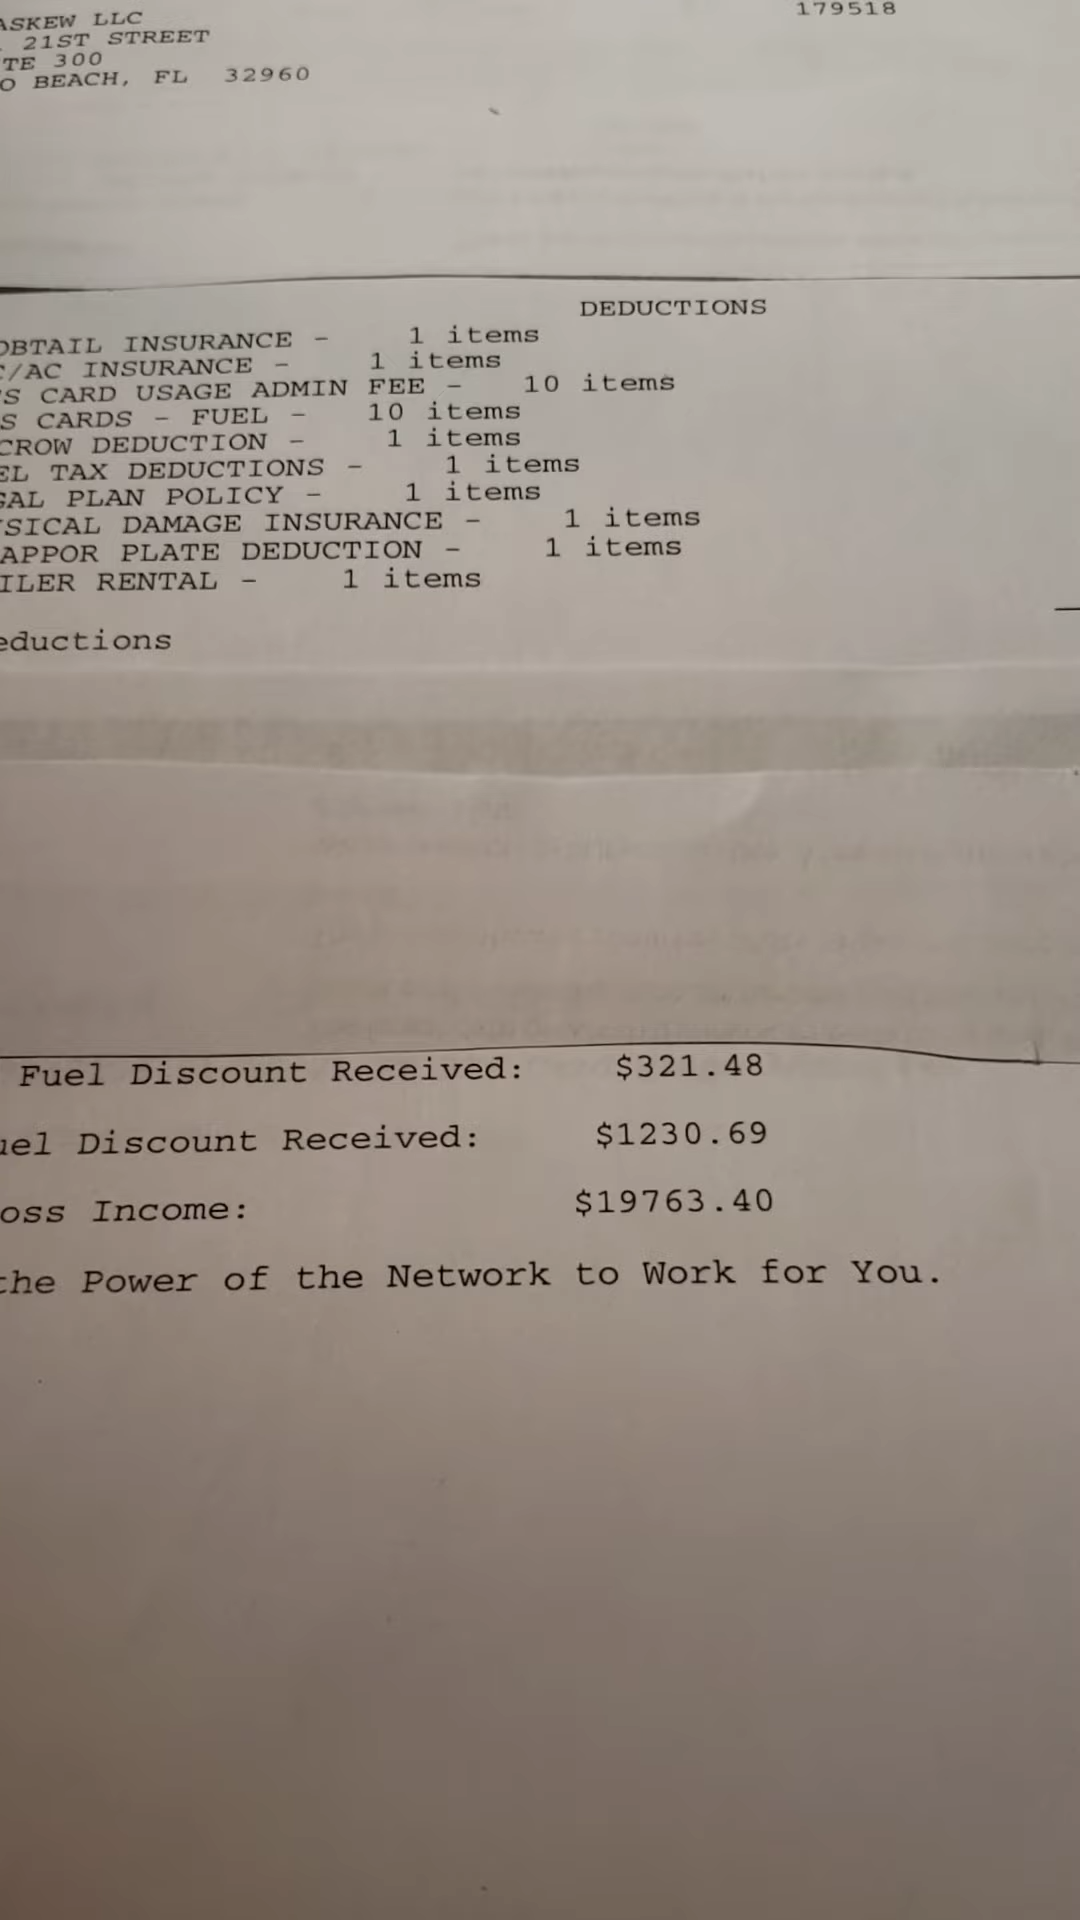 ASKEW LLC
179518
21ST STREET
TE 300
O BEACH, FL 32960
DEDUCTIONS
OBTAIL INSURANCE - 1 items
C/AC INSURANCE - 1 items
S CARD USAGE ADMIN FEE - 10 items
S CARDS - FUEL - 10 items
CROW DEDUCTION - 1 items
EL TAX DEDUCTIONS - 1 items
GAL PLAN POLICY - 1 items
SICAL DAMAGE INSURANCE - 1 items
APPOR PLATE DEDUCTION - 1 items
ILER RENTAL - 1 items
eductions
Fuel Discount Received: $321.48
uel Discount Received: $1230.69
oss Income: $19763.40
the Power of the Network to Work for You.